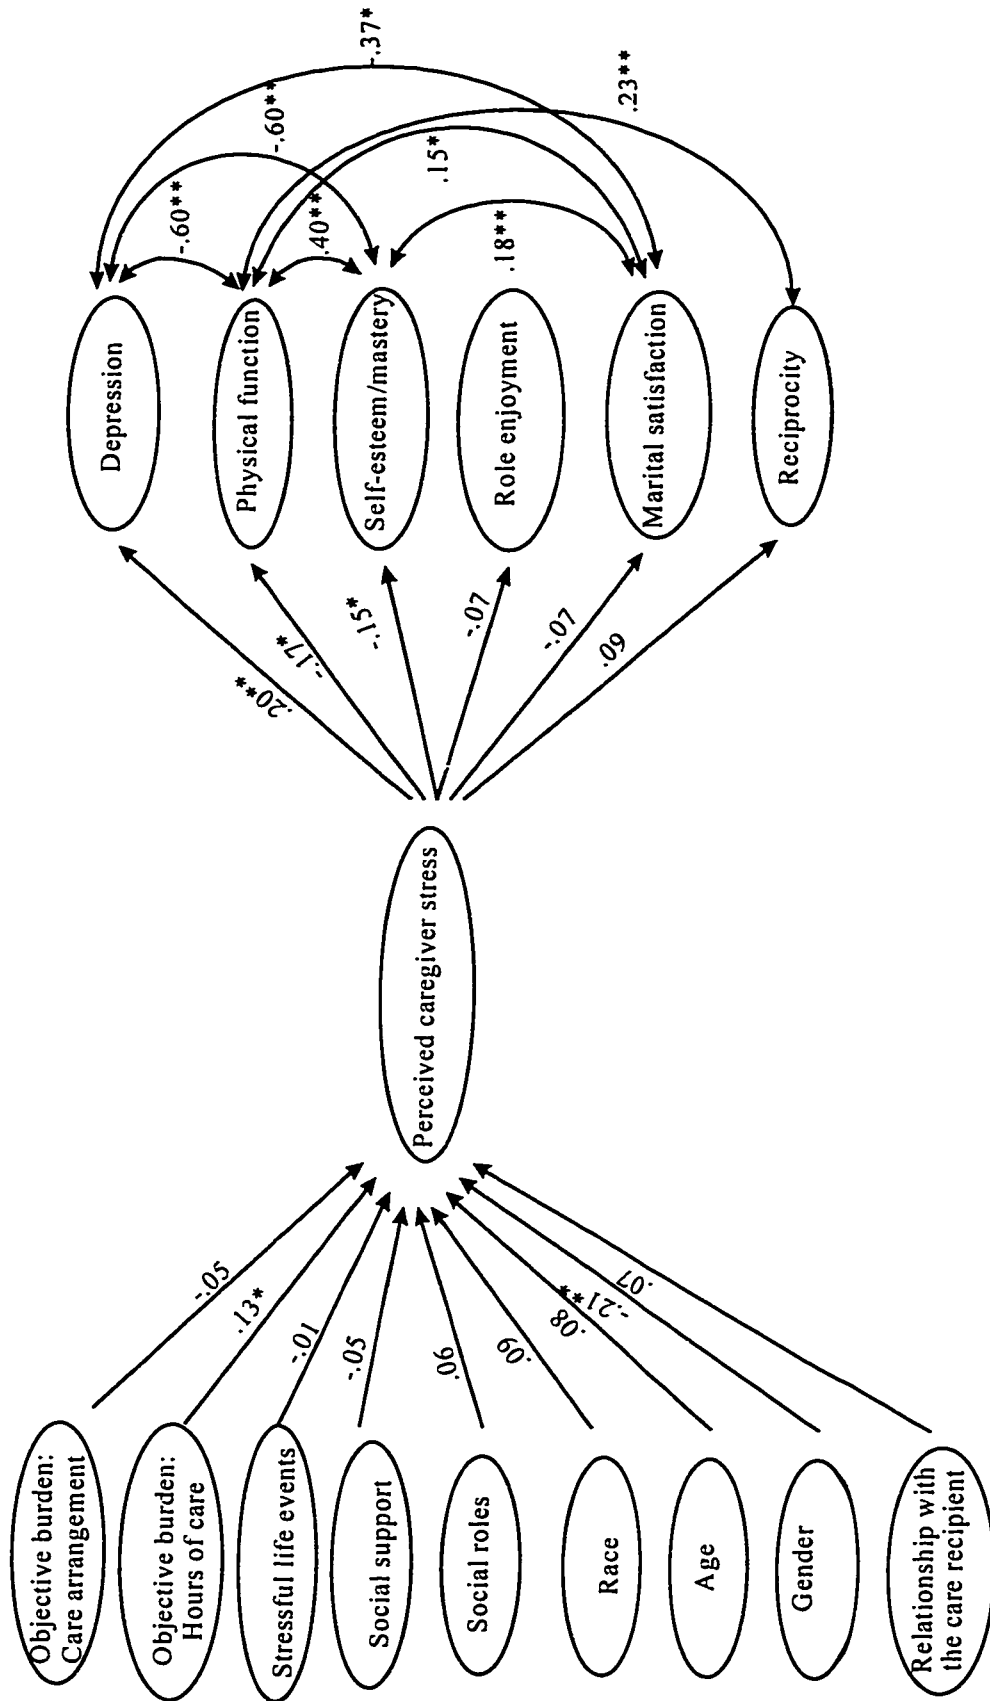 Objective burden:
Care arrangement
Objective burden:
Hours of care
Stressful life events
Social support
Social roles
Race
Age
Gender
Relationship with
the care recipient
-.05
.13*
-.01
-.05
.06
.09
.08
-.21**
.07
Perceived caregiver stress
.20**
-.17*
-.15*
-.07
-.07
.09
Depression
Physical function
Self-esteem/mastery
Role enjoyment
Marital satisfaction
Reciprocity
-.60**
.40**
-.60**
.18**
.15*
-.37*
.23**